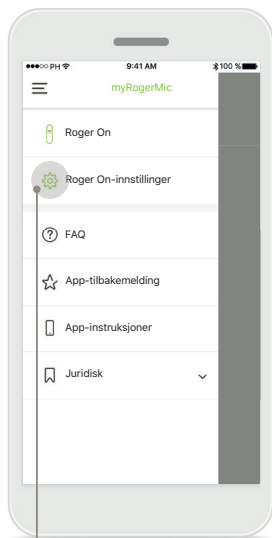 ●●●○○ PH 9:41 AM 100 %
myRogerMic
Roger On
Roger On-innstillinger
FAQ
App-tilbakemelding
App-instruksjoner
Juridisk